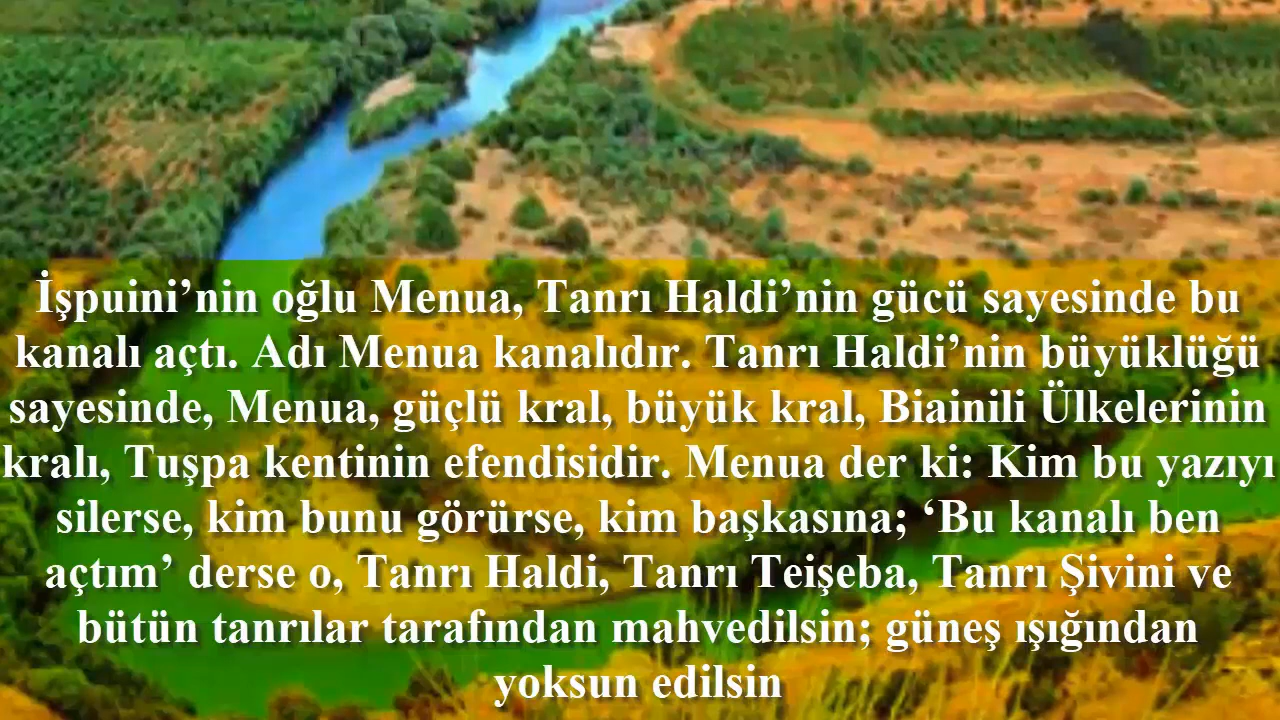 İşpuini’nin oğlu Menua, Tanrı Haldi’nin gücü sayesinde bu
kanalı açtı. Adı Menua kanalıdır. Tanrı Haldi’nin büyüklüğü
sayesinde, Menua, güçlü kral, büyük kral, Biainili Ülkelerinin
kralı, Tuşpa kentinin efendisidir. Menua der ki: Kim bu yazıyı
silerse, kim bunu görürse, kim başkasına; ‘Bu kanalı ben
açtım’ derse o, Tanrı Haldi, Tanrı Teişeba, Tanrı Şivini ve
bütün tanrılar tarafından mahvedilsin; güneş ışığından
yoksun edilsin